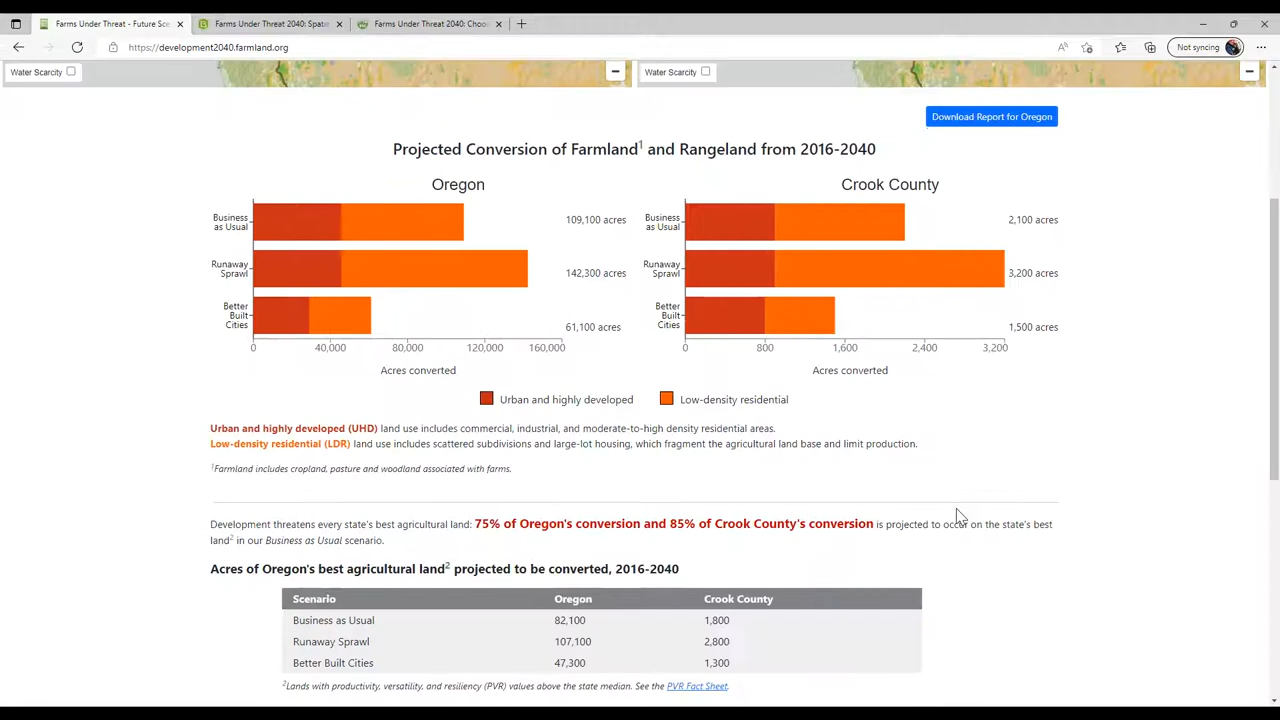 Farms Under Threat - Future Sce
Farms Under Threat 2040: Spatia
Farms Under Threat 2040: Choos
https://development2040.farmland.org
Not syncing
Water Scarcity
Water Scarcity
Download Report for Oregon
Projected Conversion of Farmland1 and Rangeland from 2016-2040
Oregon
Business
as Usual
109,100 acres
Runaway
Sprawl
142,300 acres
Better
Built
Cities
61,100 acres
0 40,000 80,000 120,000 160,000
Acres converted
Crook County
Business
as Usual
2,100 acres
Runaway
Sprawl
3,200 acres
Better
Built
Cities
1,500 acres
0 800 1,600 2,400 3,200
Acres converted
Urban and highly developed Low-density residential
Urban and highly developed (UHD) land use includes commercial, industrial, and moderate-to-high density residential areas.
Low-density residential (LDR) land use includes scattered subdivisions and large-lot housing, which fragment the agricultural land base and limit production.
1Farmland includes cropland, pasture and woodland associated with farms.
Development threatens every state's best agricultural land: 75% of Oregon's conversion and 85% of Crook County's conversion is projected to occur on the state's best
land2 in our Business as Usual scenario.
Acres of Oregon's best agricultural land2 projected to be converted, 2016-2040
Scenario Oregon Crook County
Business as Usual 82,100 1,800
Runaway Sprawl 107,100 2,800
Better Built Cities 47,300 1,300
2Lands with productivity, versatility, and resiliency (PVR) values above the state median. See the PVR Fact Sheet.